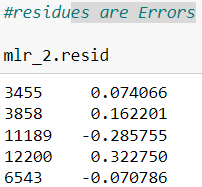 #residues are Errors
mlr_2.resid
3455 0.074066
3858 0.162201
11189 -0.285755
12200 0.322750
6543 -0.070786